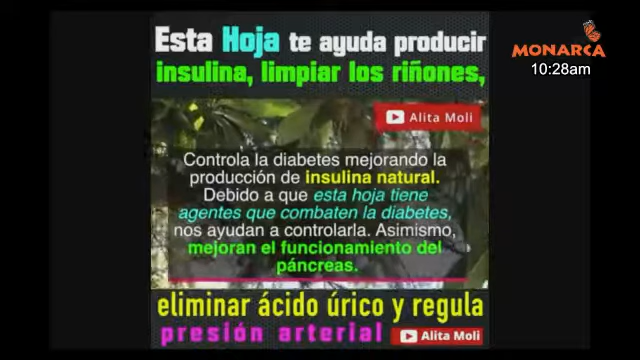 Esta Hoja te ayuda producir
insulina, limpiar los riñones,
MONARCA
10:28am
Alita Moli
Controla la diabetes mejorando la
producción de insulina natural.
Debido a que esta hoja tiene
agentes que combaten la diabetes,
nos ayudan a controlarla. Asimismo,
mejoran el funcionamiento del
páncreas.
eliminar ácido úrico y regula
presión arterial
Alita Moli